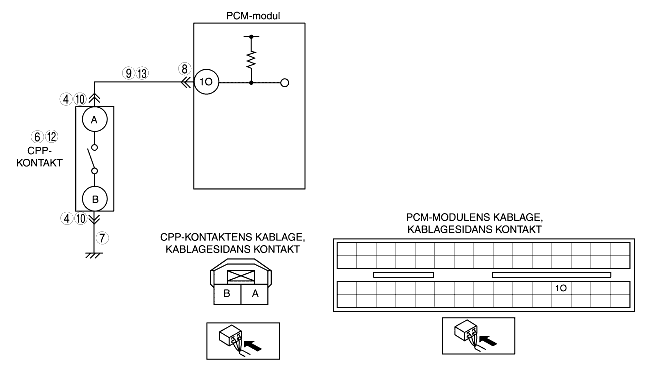 PCM-modul
9 13
8
1O
4 10
A
6 12
CPP-
KONTAKT
B
4 10
7
CPP-KONTAKTENS KABLAGE,
KABLAGESIDANS KONTAKT
B A
PCM-MODULENS KABLAGE,
KABLAGESIDANS KONTAKT
1O